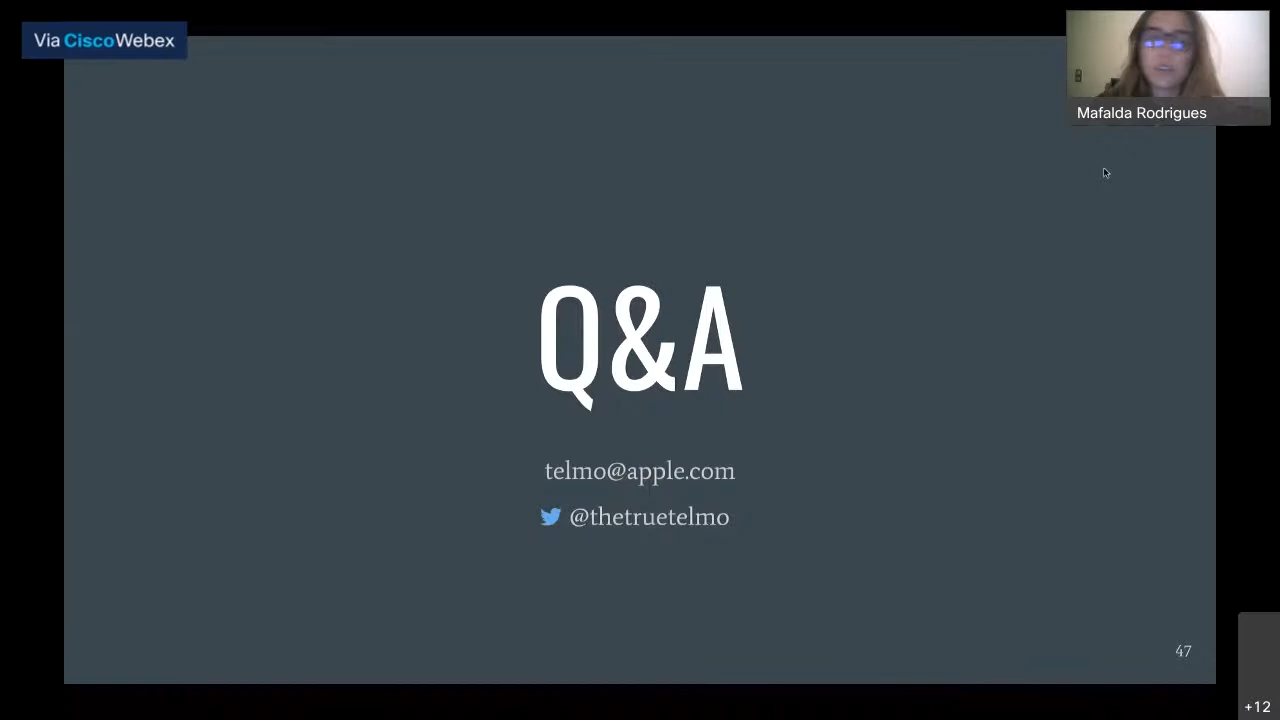 Via CiscoWebex
Mafalda Rodrigues
Q&A
telmo@apple.com
@thetruetelmo
47
+12